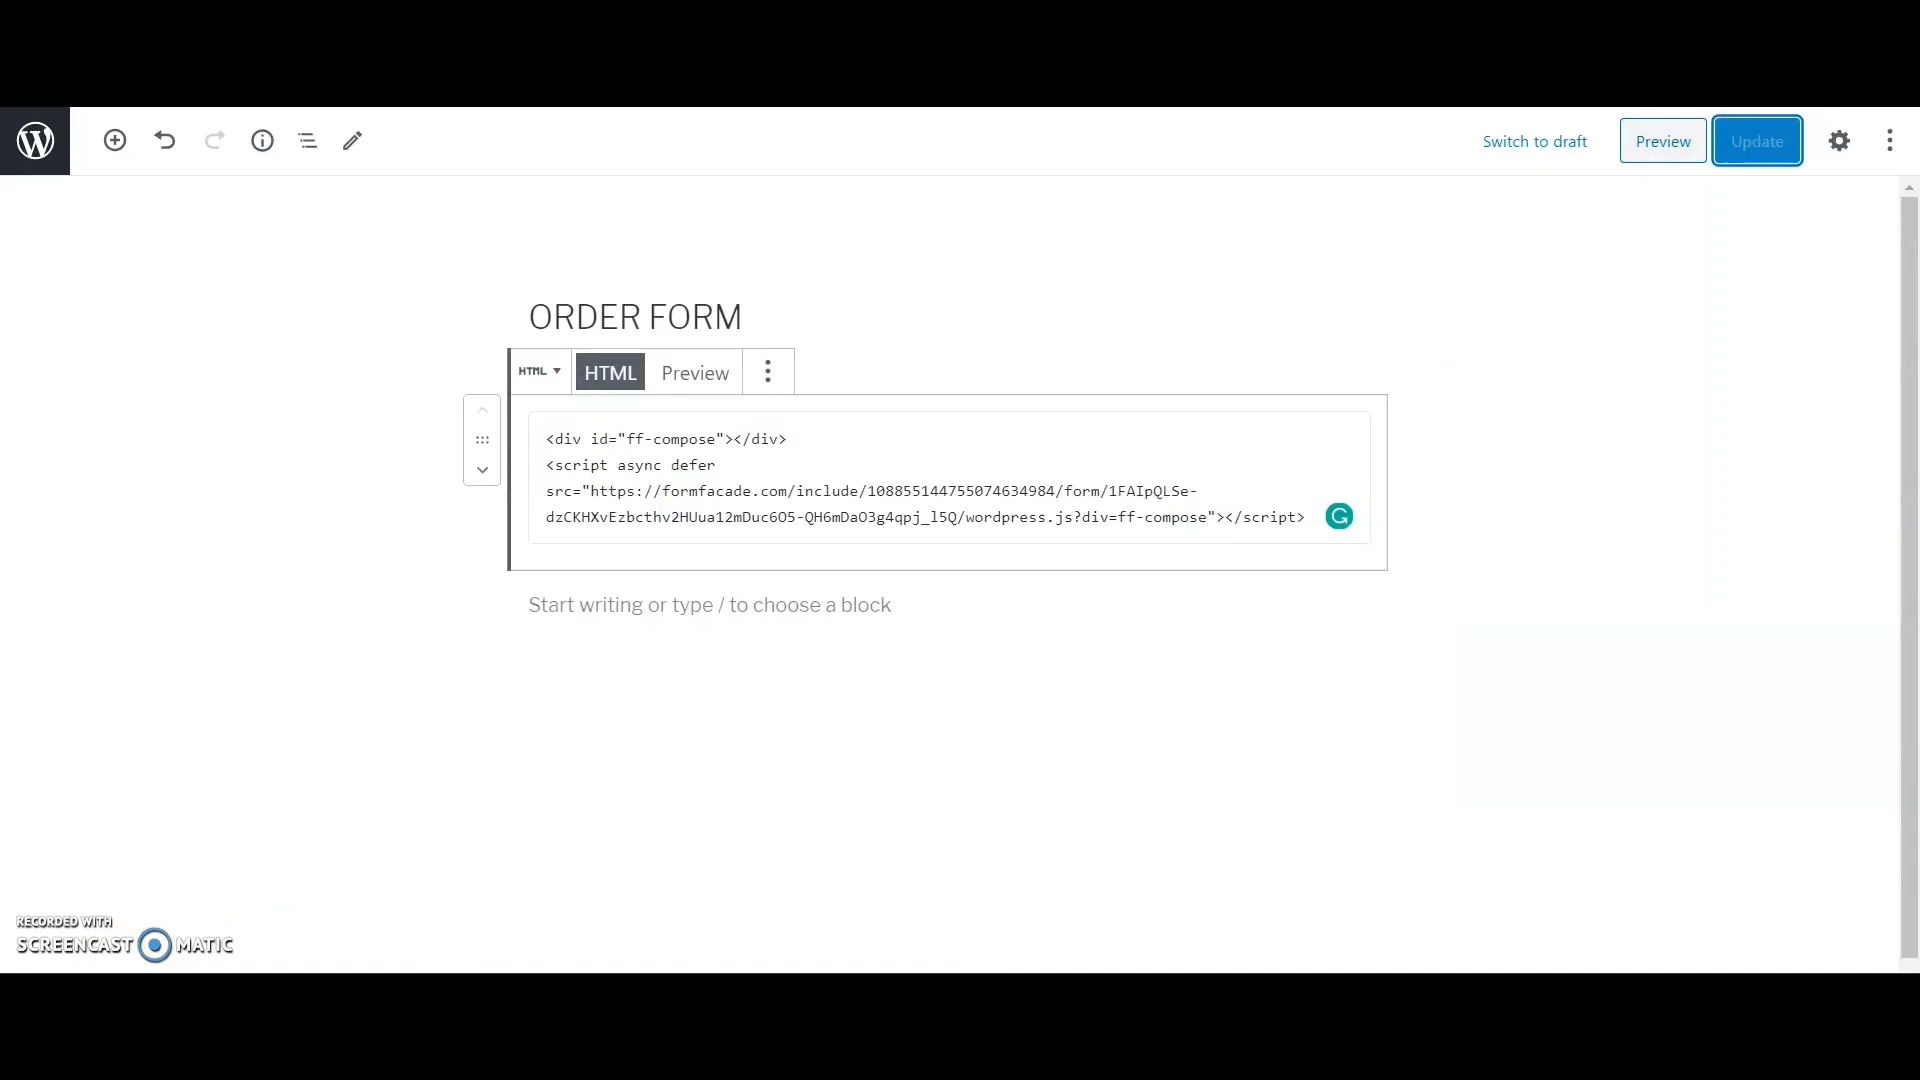 Switch to draft
Preview
Update
ORDER FORM
HTML
HTML
Preview
<div id="ff-compose"></div>
<script async defer
src="https://formfacade.com/include/108855144755074634984/form/1FAIpQLSe-
dzCKHXvEzbcthv2HUua12mDuc6O5-QH6mDaO3g4qpj_l5Q/wordpress.js?div=ff-compose"></script>
Start writing or type / to choose a block
RECORDED WITH
SCREENCAST MATIC